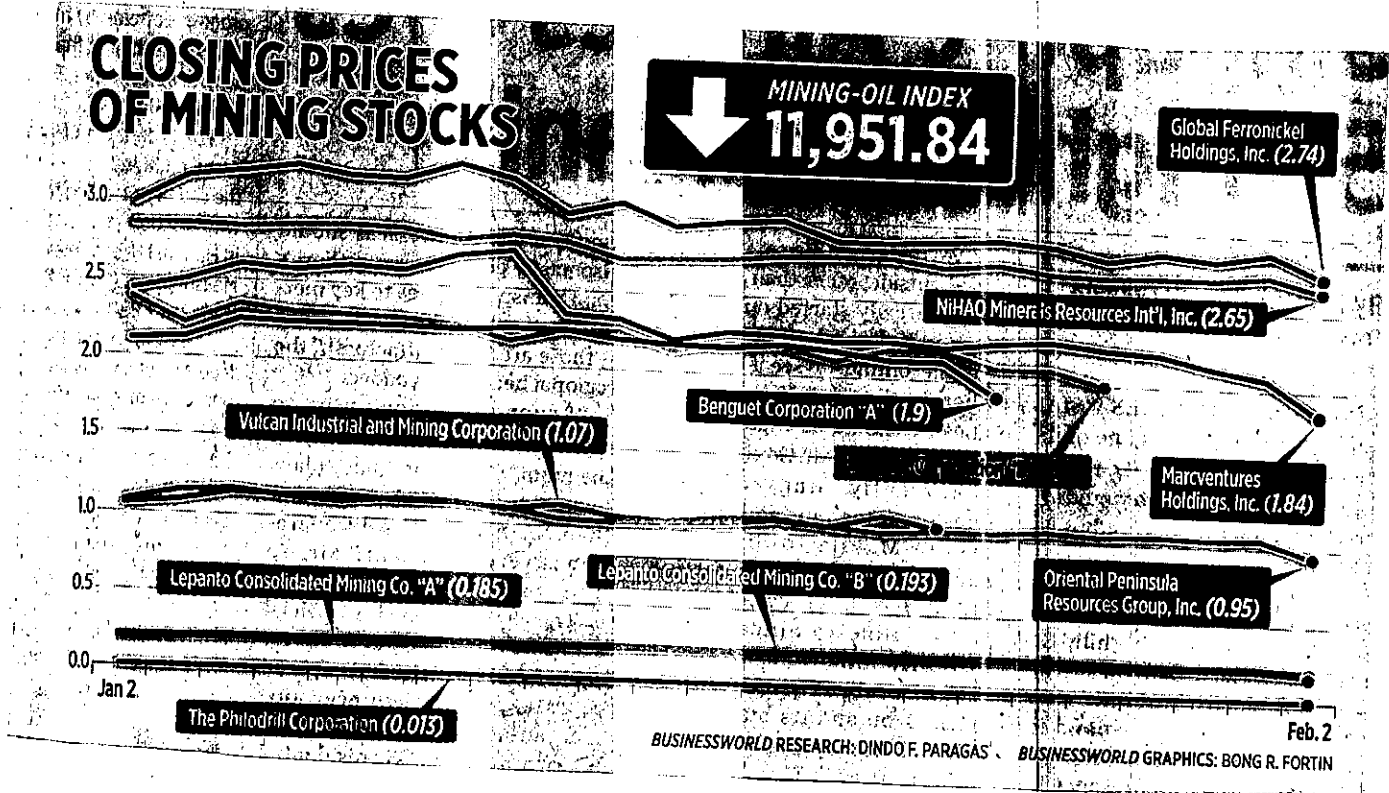 CLOSING PRICES
OF MINING STOCKS
MINING-OIL INDEX
11,951.84
Global Ferronickel
Holdings, Inc. (2.74)
3.0
2.5
NiHAO Minerals Resources Int'l, Inc. (2.65)
2.0
Benguet Corporation "A" (1.9)
1.5
Vulcan Industrial and Mining Corporation (1.07)
Marcventures
Holdings, Inc. (1.84)
1.0
Lepanto Consolidated Mining Co. "A" (0.185)
Lepanto Consolidated Mining Co. "B" (0.193)
Oriental Peninsula
Resources Group, Inc. (0.95)
0.5
0.0
Jan 2
The Philodrill Corporation (0.013)
Feb. 2
BUSINESSWORLD RESEARCH: DINDO F. PARAGAS
BUSINESSWORLD GRAPHICS: BONG R. FORTIN